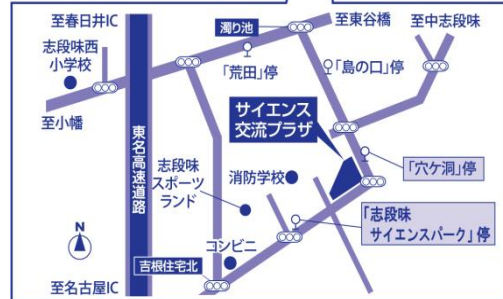 至春日井IC
濁り池
至東谷橋
至中志段味
志段味西
小学校
「荒田」停
「島の口」停
至小幡
サイエンス
交流プラザ
東名高速道路
志段味
スポーツ
ランド
消防学校
「穴ケ洞」停
「志段味
サイエンスパーク」停
N
コンビニ
吉根住宅北
至名古屋IC